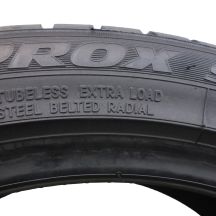 ROX
TUBELESS EXTRA LOAD
STEEL BELTED RADIAL